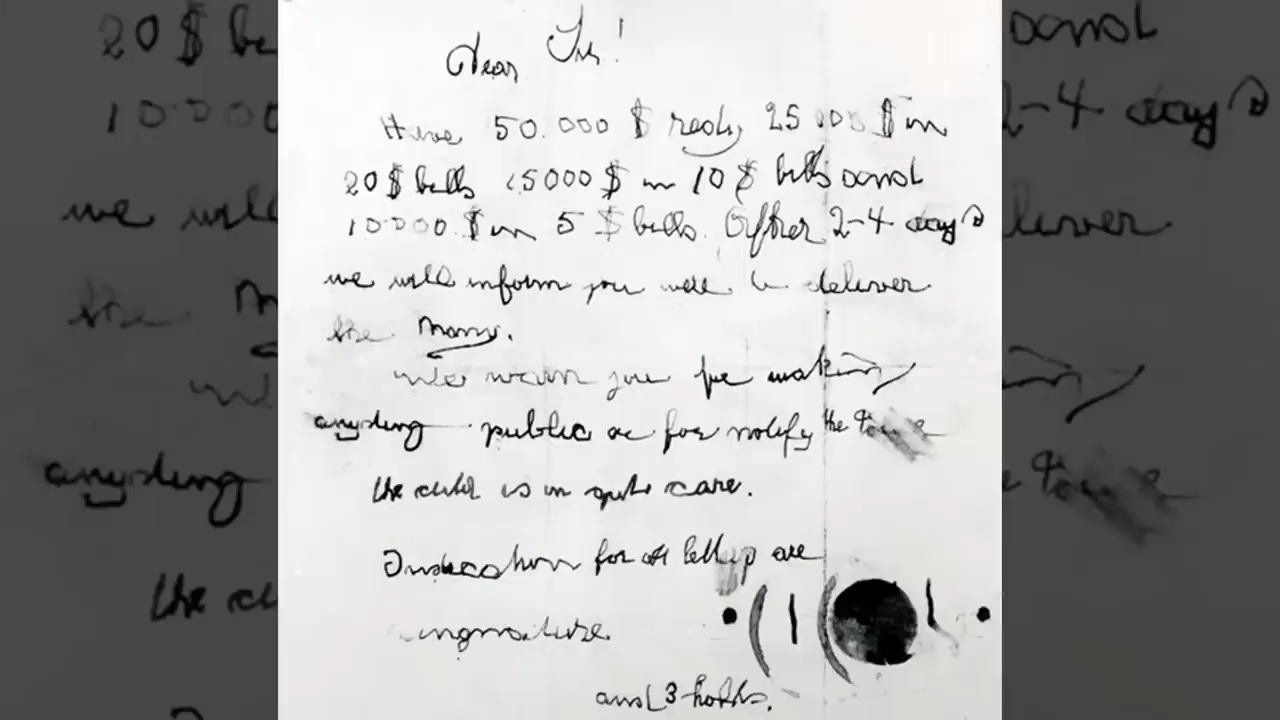 Dear Sir!
Have 50.000 $ redy 25 000 $ in
20 $ bills 15000 $ in 10 $ bills and
10000 $ in 5 $ bills. After 2-4 days
we will inform you were to deliver
the Mony.
We warn you for making
anyding public or for notify the
the child is in gute care.
Indication for all letters are
singnature.
and 3 holds.